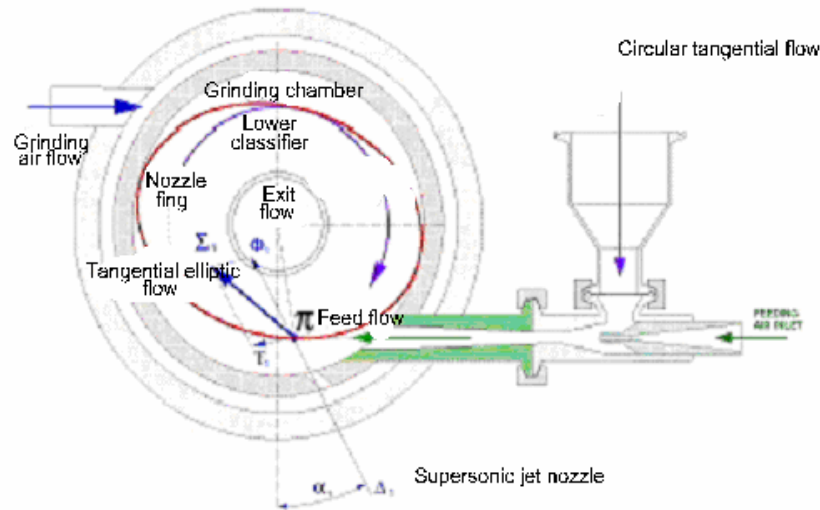 Circular tangential flow
Grinding chamber
Lower
classifier
Grinding
air flow
Nozzle
fing
Exit
flow
Σ₁
Φ₁
Tangential elliptic
flow
π
Feed flow
FEEDING
AIR INLET
T₁
Supersonic jet nozzle
α₁
Δ₁